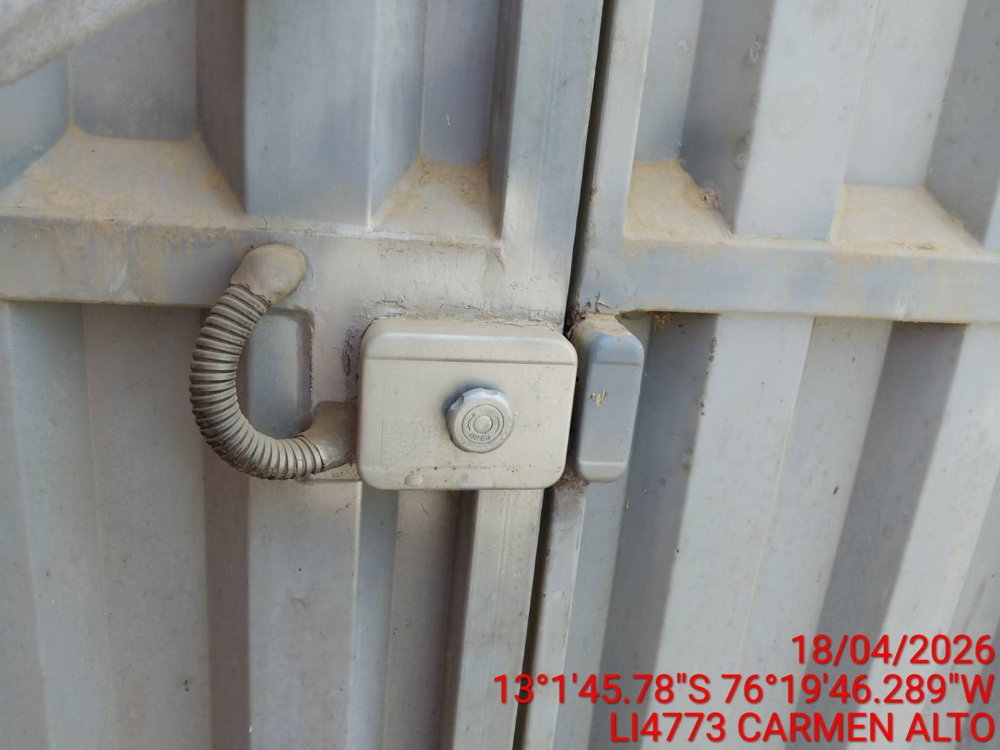 OPEN
18/04/2026
13°1'45.78"S 76°19'46.289"W
LI4773 CARMEN ALTO